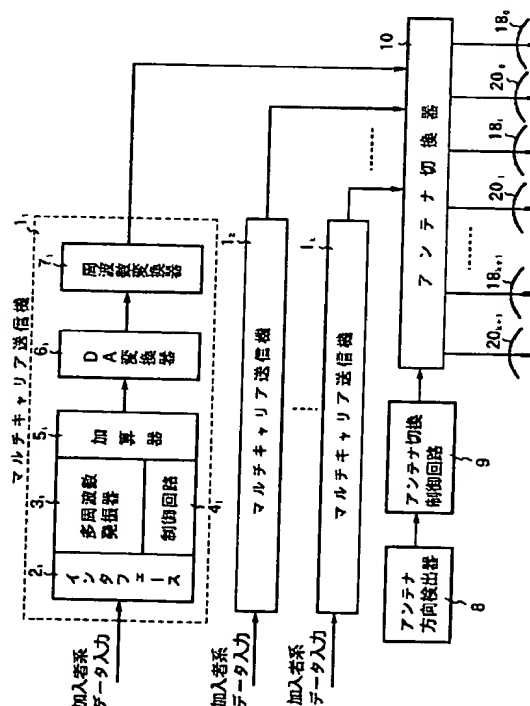 マルチキャリア送信機
1₁
加入者系
データ入力
2₁
インタフェース
3₁
多周波数
発振器
制御回路
4₁
5₁
加算器
6₁
DA変換器
7₁
周波数変換器
加入者系
データ入力
マルチキャリア送信機
1₂
加入者系
データ入力
マルチキャリア送信機
1ₖ
8
アンテナ
方向検出器
9
アンテナ切換
制御回路
10
アンテナ切換器
18₀
20₀
18₁
20₁
18ₖ₊₁
20ₖ₊₁